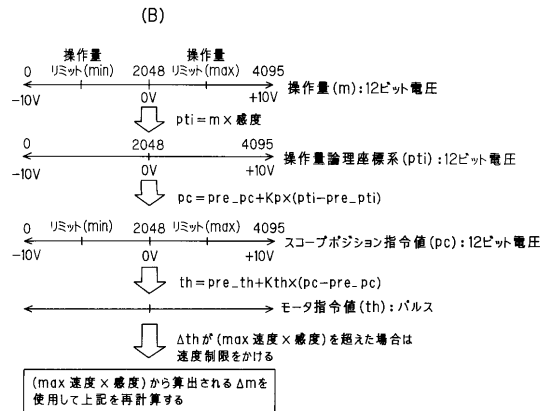 (B)
操作量 操作量
0 リミット(min) 2048 リミット(max) 4095
-10V 0V +10V
操作量(m):12ビット電圧
pti=m×感度
0 2048 4095
-10V 0V +10V
操作量論理座標系(pti):12ビット電圧
pc=pre_pc+Kp×(pti-pre_pti)
0 リミット(min) 2048 リミット(max) 4095
-10V 0V +10V
スコープポジション指令値(pc):12ビット電圧
th=pre_th+Kth×(pc-pre_pc)
モータ指令値(th):パルス
Δthが(max速度×感度)を超えた場合は
速度制限をかける
(max速度×感度)から算出されるΔmを
使用して上記を再計算する